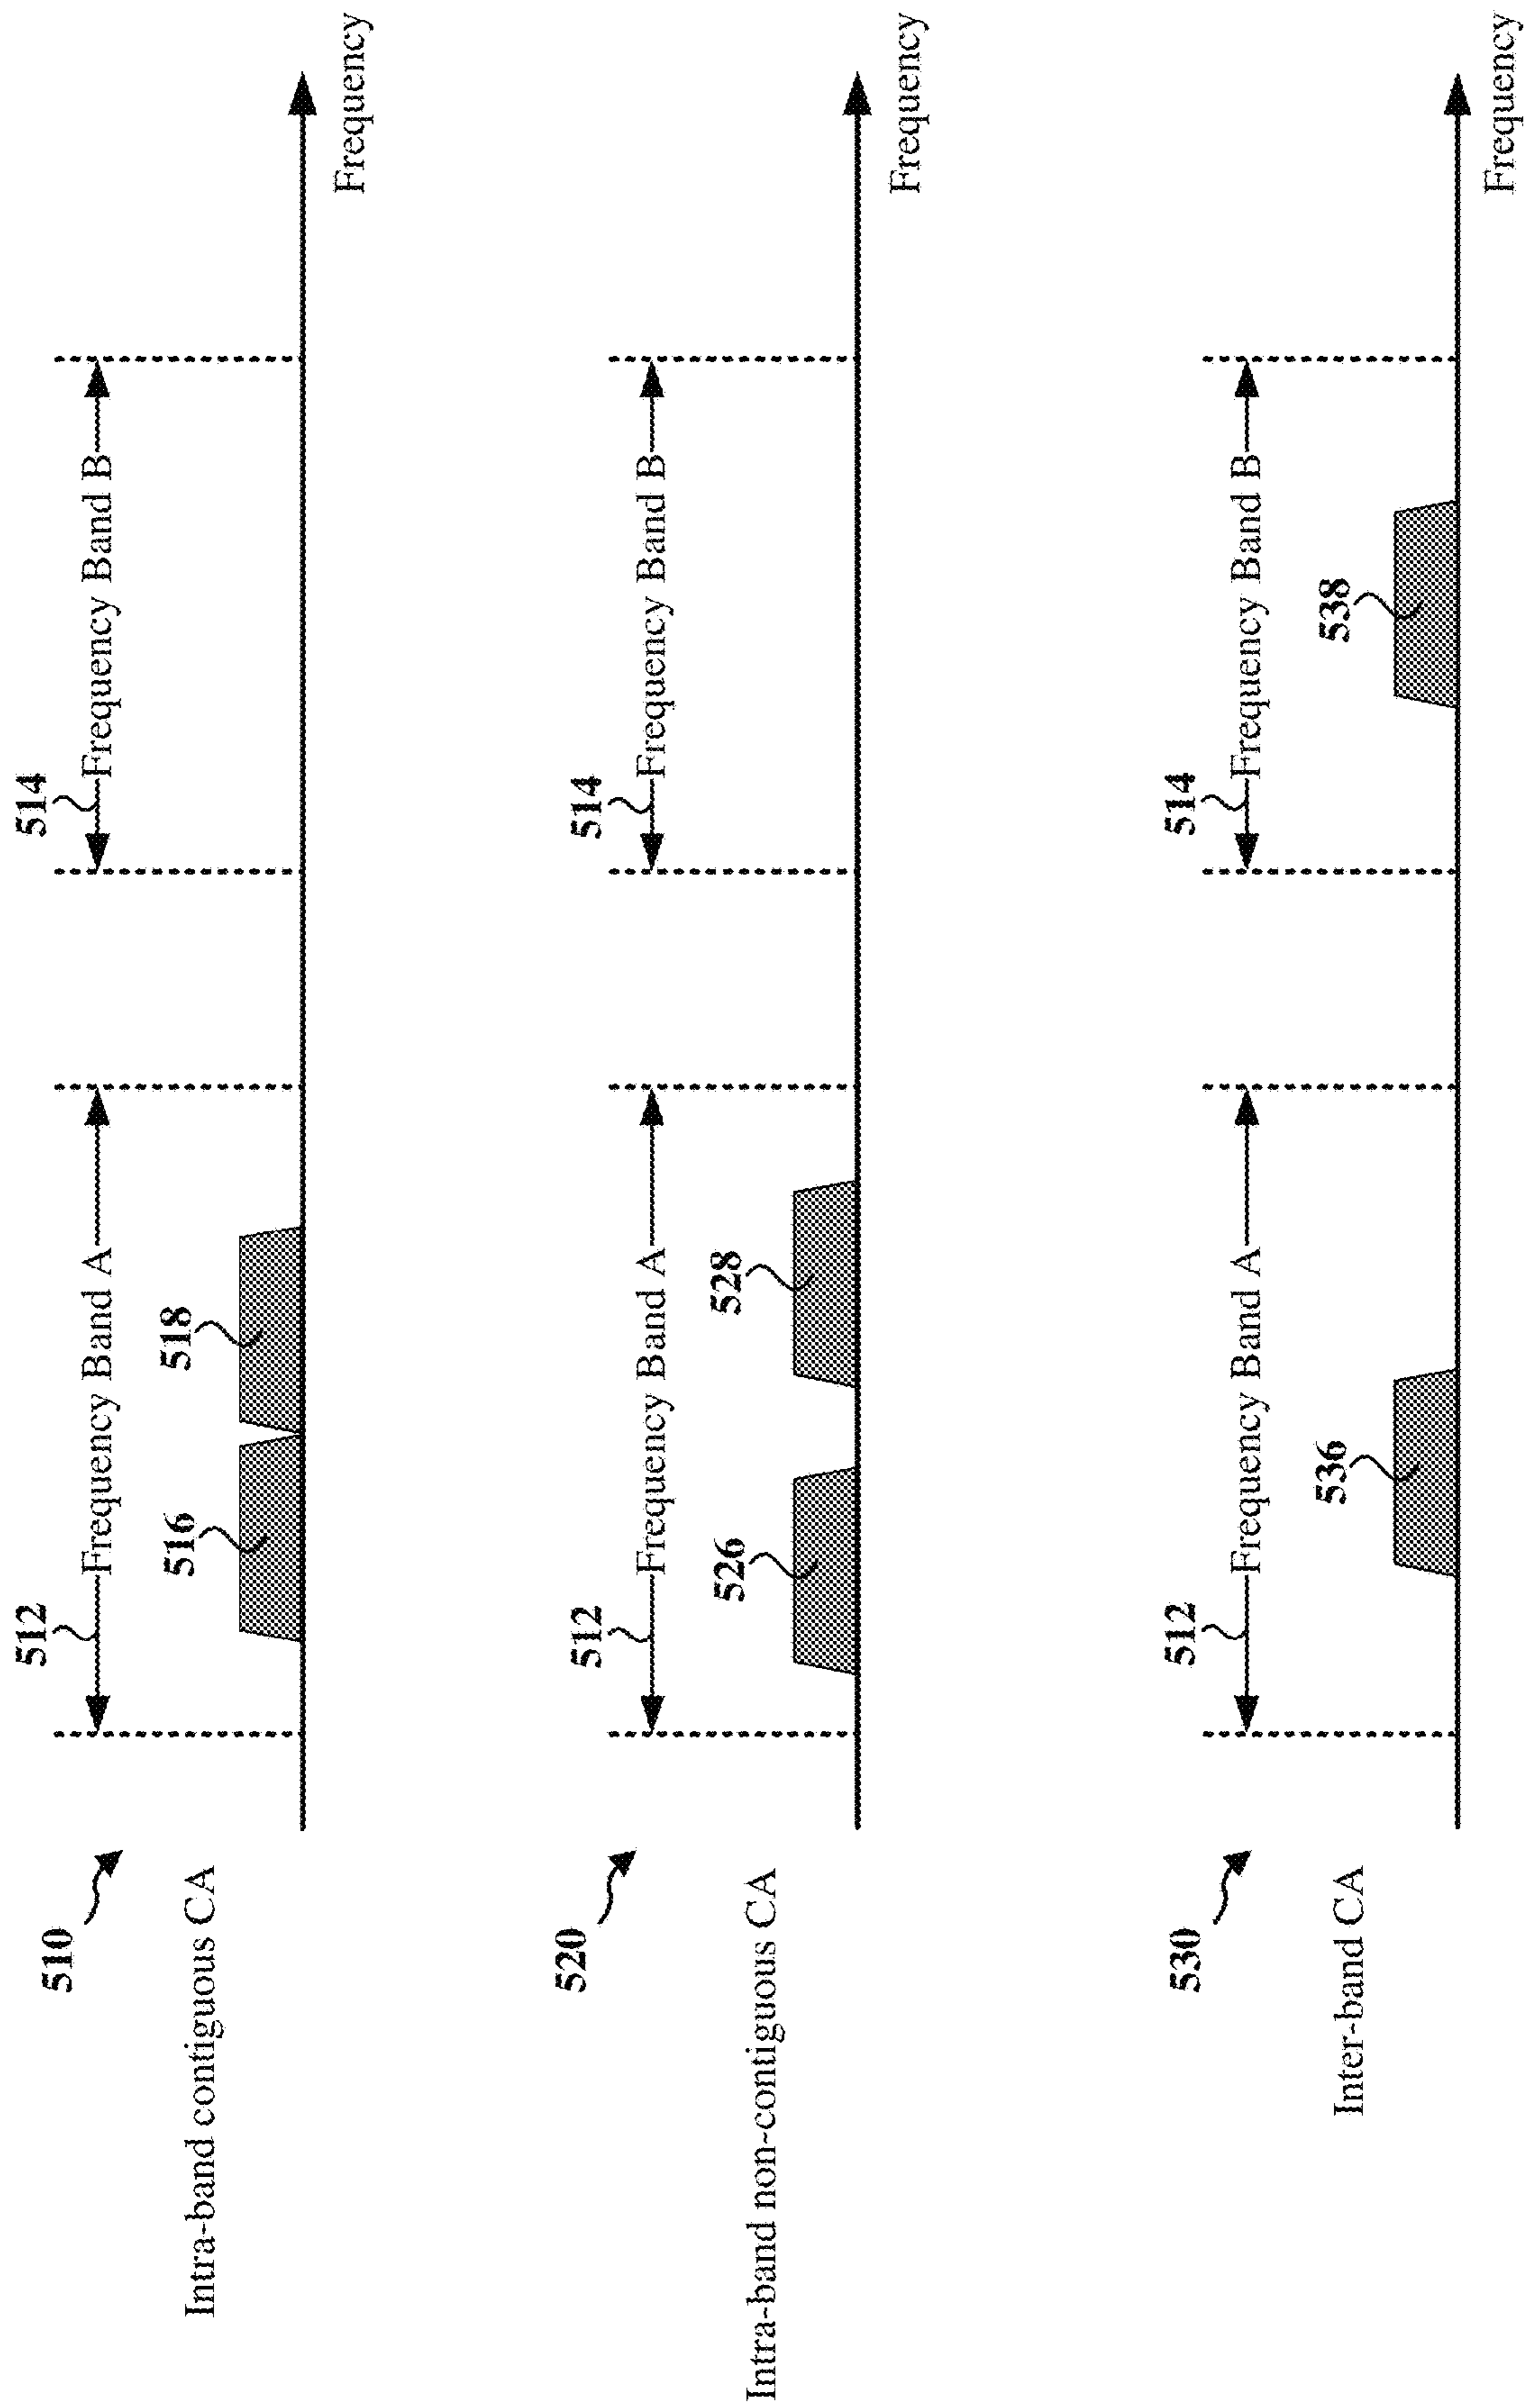 510
Intra-band contiguous CA
512
Frequency Band A
514
Frequency Band B
516
518
Frequency
520
Intra-band non-contiguous CA
512
Frequency Band A
514
Frequency Band B
526
528
Frequency
530
Inter-band CA
512
Frequency Band A
514
Frequency Band B
536
538
Frequency